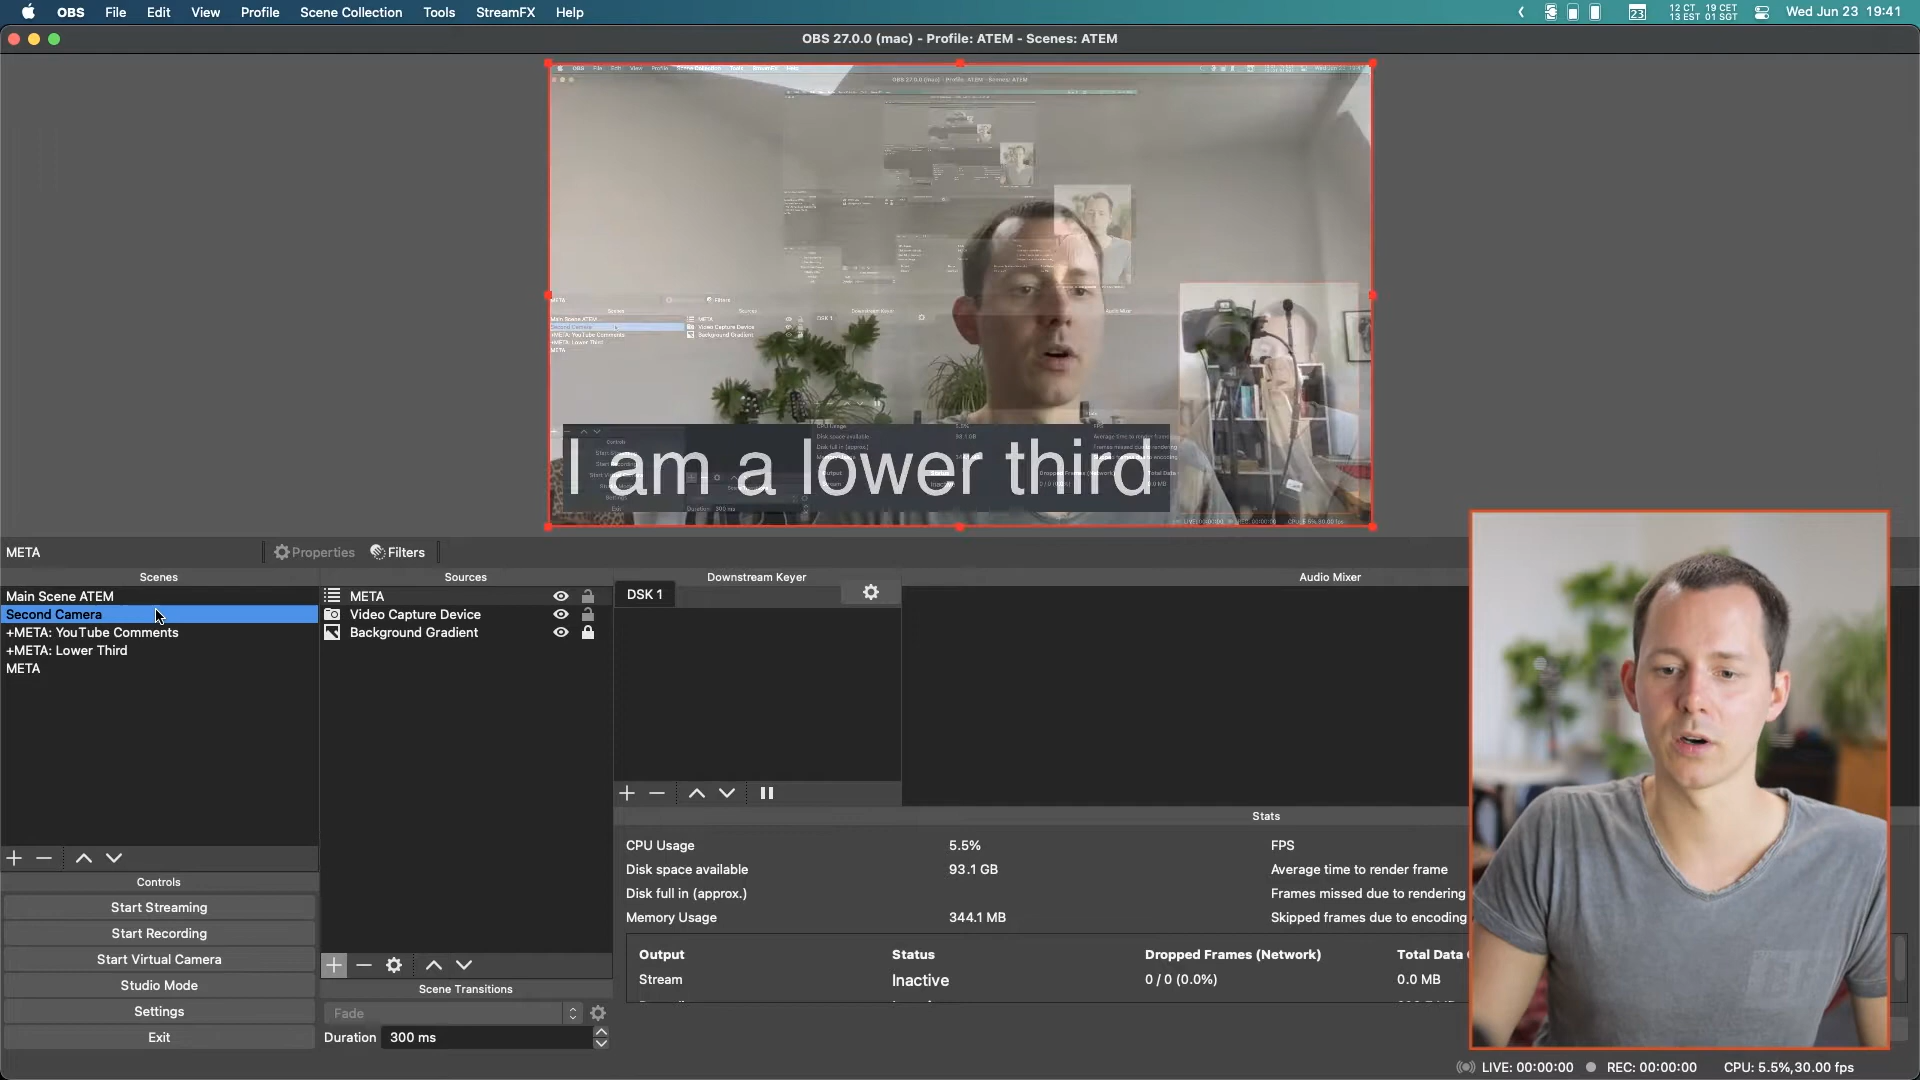 OBS File Edit View Profile Scene Collection Tools StreamFX Help
23
12 CT 19 CET
13 EST 01 SGT
Wed Jun 23 19:41
OBS 27.0.0 (mac) - Profile: ATEM - Scenes: ATEM
I am a lower third
META Properties Filters
Scenes
Main Scene ATEM
Second Camera
+META: YouTube Comments
+META: Lower Third
META
Sources
META
Video Capture Device
Background Gradient
Downstream Keyer
DSK 1
Audio Mixer
Stats
CPU Usage 5.5% FPS
Disk space available 93.1 GB Average time to render frame
Disk full in (approx.) Frames missed due to rendering
Memory Usage 344.1 MB Skipped frames due to encoding
Output Status Dropped Frames (Network) Total Data
Stream Inactive 0 / 0 (0.0%) 0.0 MB
Controls
Start Streaming
Start Recording
Start Virtual Camera
Studio Mode
Settings
Exit
Scene Transitions
Fade
Duration 300 ms
LIVE: 00:00:00 REC: 00:00:00 CPU: 5.5%,30.00 fps